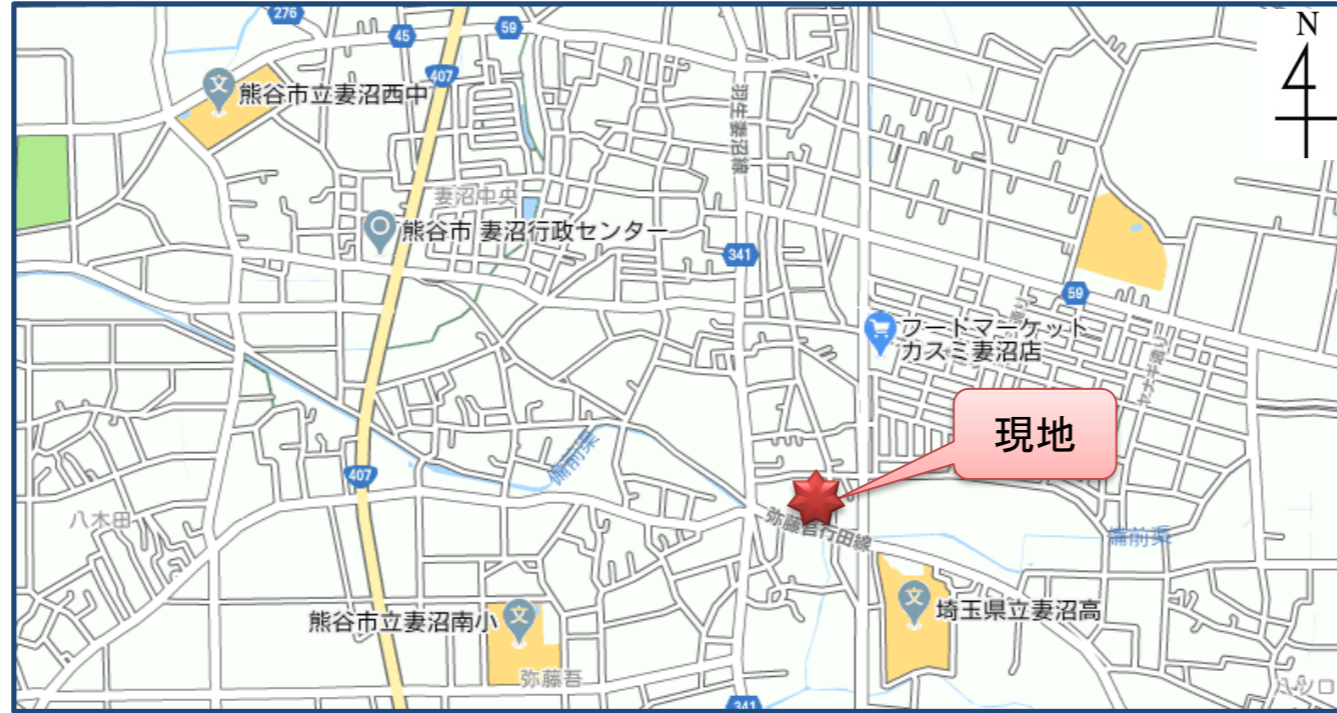 276
45
59
N
407
熊谷市立妻沼西中
羽生妻沼線
妻沼中央
熊谷市 妻沼行政センター
341
59
フードマーケット
カスミ妻沼店
現地
407
備前渠
八木田
弥藤吾行田線
備前渠
熊谷市立妻沼南小
埼玉県立妻沼高
弥藤吾
八ツ口
341